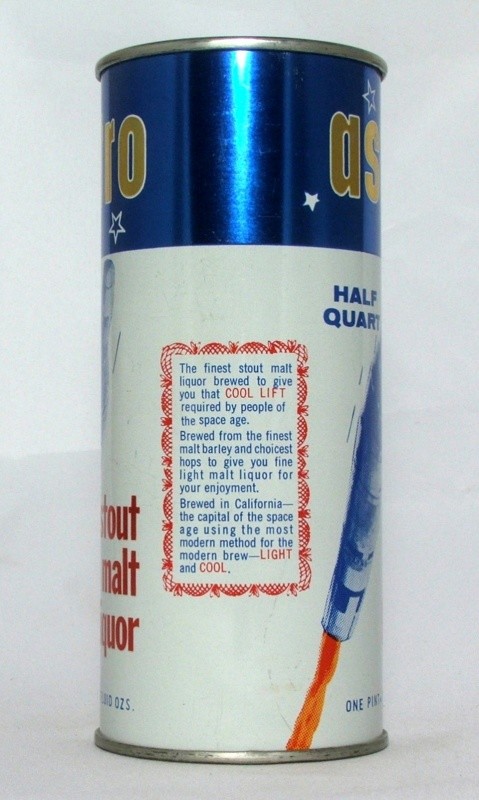 ro
as
HALF
QUART
The finest stout malt
liquor brewed to give
you that COOL LIFT
required by people of
the space age.
Brewed from the finest
malt barley and choicest
hops to give you fine
light malt liquor for
your enjoyment.
Brewed in California—
the capital of the space
age using the most
modern method for the
modern brew—LIGHT
and COOL.
stout
malt
quor
UID OZS.
ONE PINT